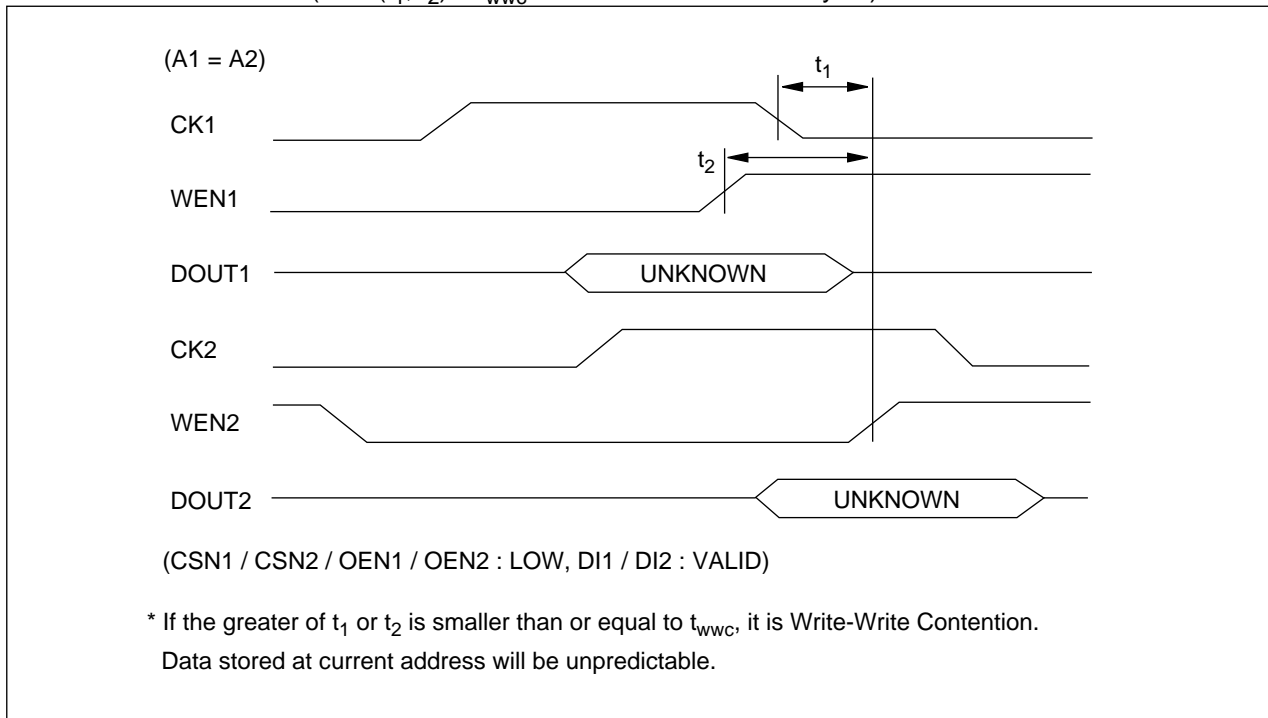 (A1 = A2)
t1
CK1
t2
WEN1
DOUT1
UNKNOWN
CK2
WEN2
DOUT2
UNKNOWN
(CSN1 / CSN2 / OEN1 / OEN2 : LOW, DI1 / DI2 : VALID)
* If the greater of t1 or t2 is smaller than or equal to twwc, it is Write-Write Contention.
Data stored at current address will be unpredictable.